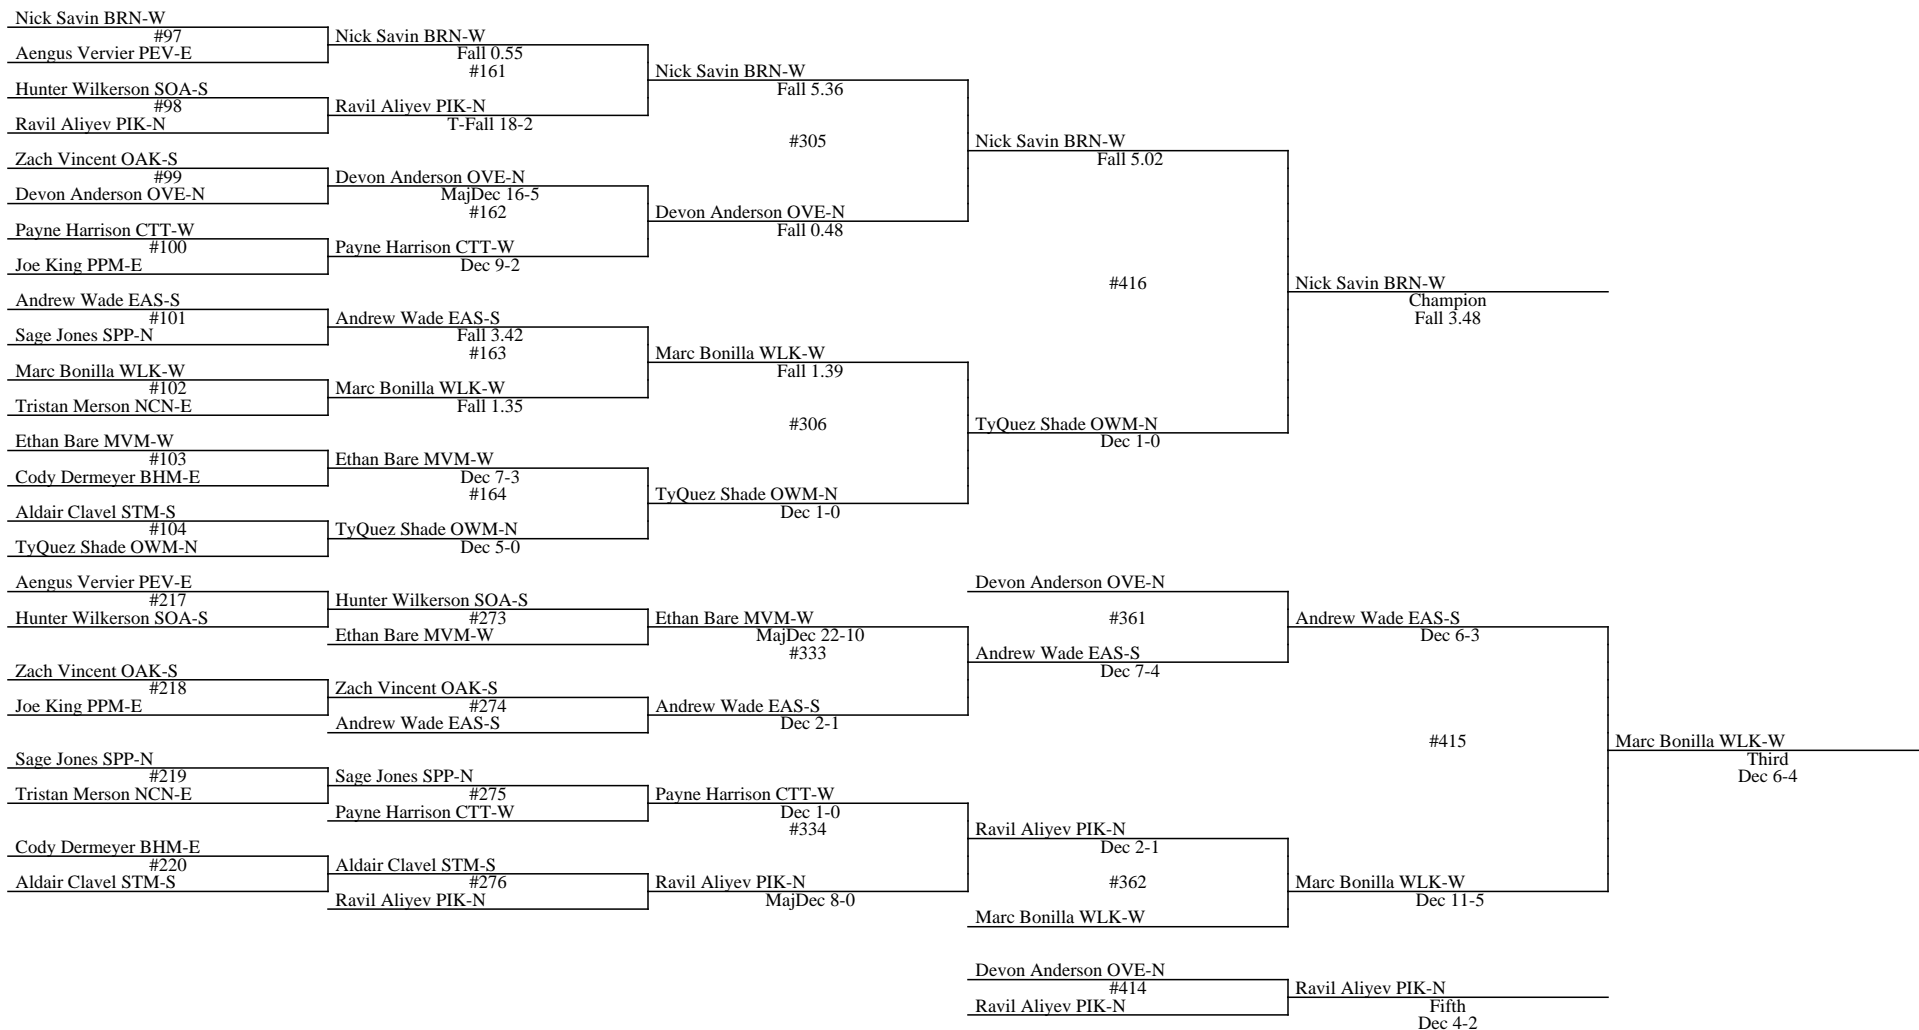 Nick Savin BRN-W
#97
Aengus Vervier PEV-E
Hunter Wilkerson SOA-S
#98
Ravil Aliyev PIK-N
Zach Vincent OAK-S
#99
Devon Anderson OVE-N
Payne Harrison CTT-W
#100
Joe King PPM-E
Andrew Wade EAS-S
#101
Sage Jones SPP-N
Marc Bonilla WLK-W
#102
Tristan Merson NCN-E
Ethan Bare MVM-W
#103
Cody Dermeyer BHM-E
Aldair Clavel STM-S
#104
TyQuez Shade OWM-N
Nick Savin BRN-W
Fall 0.55
#161
Ravil Aliyev PIK-N
T-Fall 18-2
Devon Anderson OVE-N
MajDec 16-5
#162
Payne Harrison CTT-W
Dec 9-2
Andrew Wade EAS-S
Fall 3.42
#163
Marc Bonilla WLK-W
Fall 1.35
Ethan Bare MVM-W
Dec 7-3
#164
TyQuez Shade OWM-N
Dec 5-0
Nick Savin BRN-W
Fall 5.36
#305
Devon Anderson OVE-N
Fall 0.48
Marc Bonilla WLK-W
Fall 1.39
#306
TyQuez Shade OWM-N
Dec 1-0
Nick Savin BRN-W
Fall 5.02
#416
TyQuez Shade OWM-N
Dec 1-0
Nick Savin BRN-W
Champion
Fall 3.48
Aengus Vervier PEV-E
#217
Hunter Wilkerson SOA-S
Zach Vincent OAK-S
#218
Joe King PPM-E
Sage Jones SPP-N
#219
Tristan Merson NCN-E
Cody Dermeyer BHM-E
#220
Aldair Clavel STM-S
Hunter Wilkerson SOA-S
#273
Ethan Bare MVM-W
Zach Vincent OAK-S
#274
Andrew Wade EAS-S
Sage Jones SPP-N
#275
Payne Harrison CTT-W
Aldair Clavel STM-S
#276
Ravil Aliyev PIK-N
Ethan Bare MVM-W
MajDec 22-10
#333
Andrew Wade EAS-S
Dec 2-1
Payne Harrison CTT-W
Dec 1-0
#334
Ravil Aliyev PIK-N
MajDec 8-0
Devon Anderson OVE-N
#361
Andrew Wade EAS-S
Dec 7-4
Ravil Aliyev PIK-N
Dec 2-1
#362
Marc Bonilla WLK-W
Andrew Wade EAS-S
Dec 6-3
#415
Marc Bonilla WLK-W
Dec 11-5
Marc Bonilla WLK-W
Third
Dec 6-4
Devon Anderson OVE-N
#414
Ravil Aliyev PIK-N
Ravil Aliyev PIK-N
Fifth
Dec 4-2